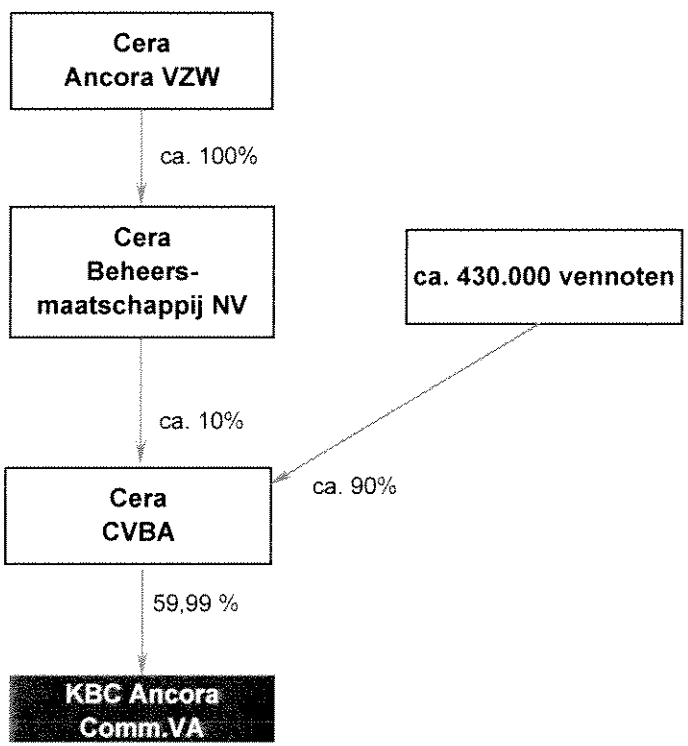 Cera
Ancora VZW
ca. 100%
Cera
Beheers-
maatschappij NV
ca. 430.000 vennoten
ca. 10%
ca. 90%
Cera
CVBA
59,99 %
KBC Ancora
Comm.VA